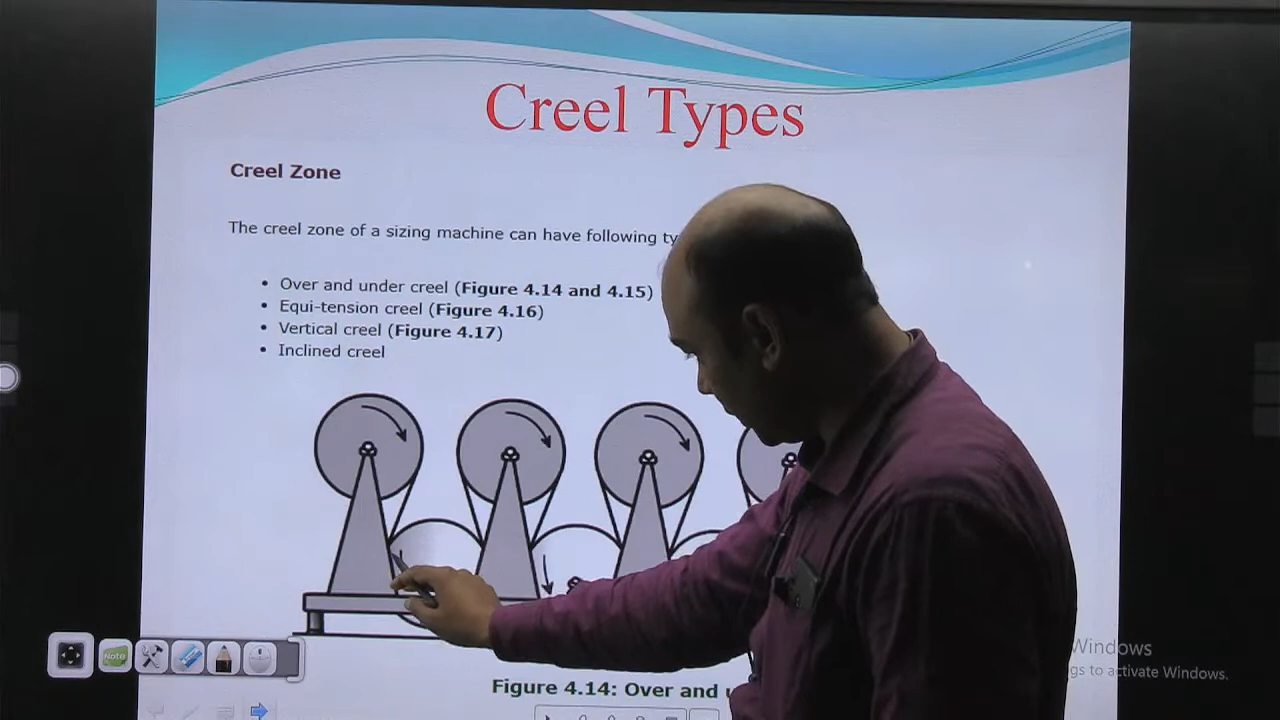 Creel Types
Creel Zone
The creel zone of a sizing machine can have following
• Over and under creel (Figure 4.14 and 4.15)
• Equi-tension creel (Figure 4.16)
• Vertical creel (Figure 4.17)
• Inclined creel
Note
Windows
to activate Windows.
Figure 4.14: Over and